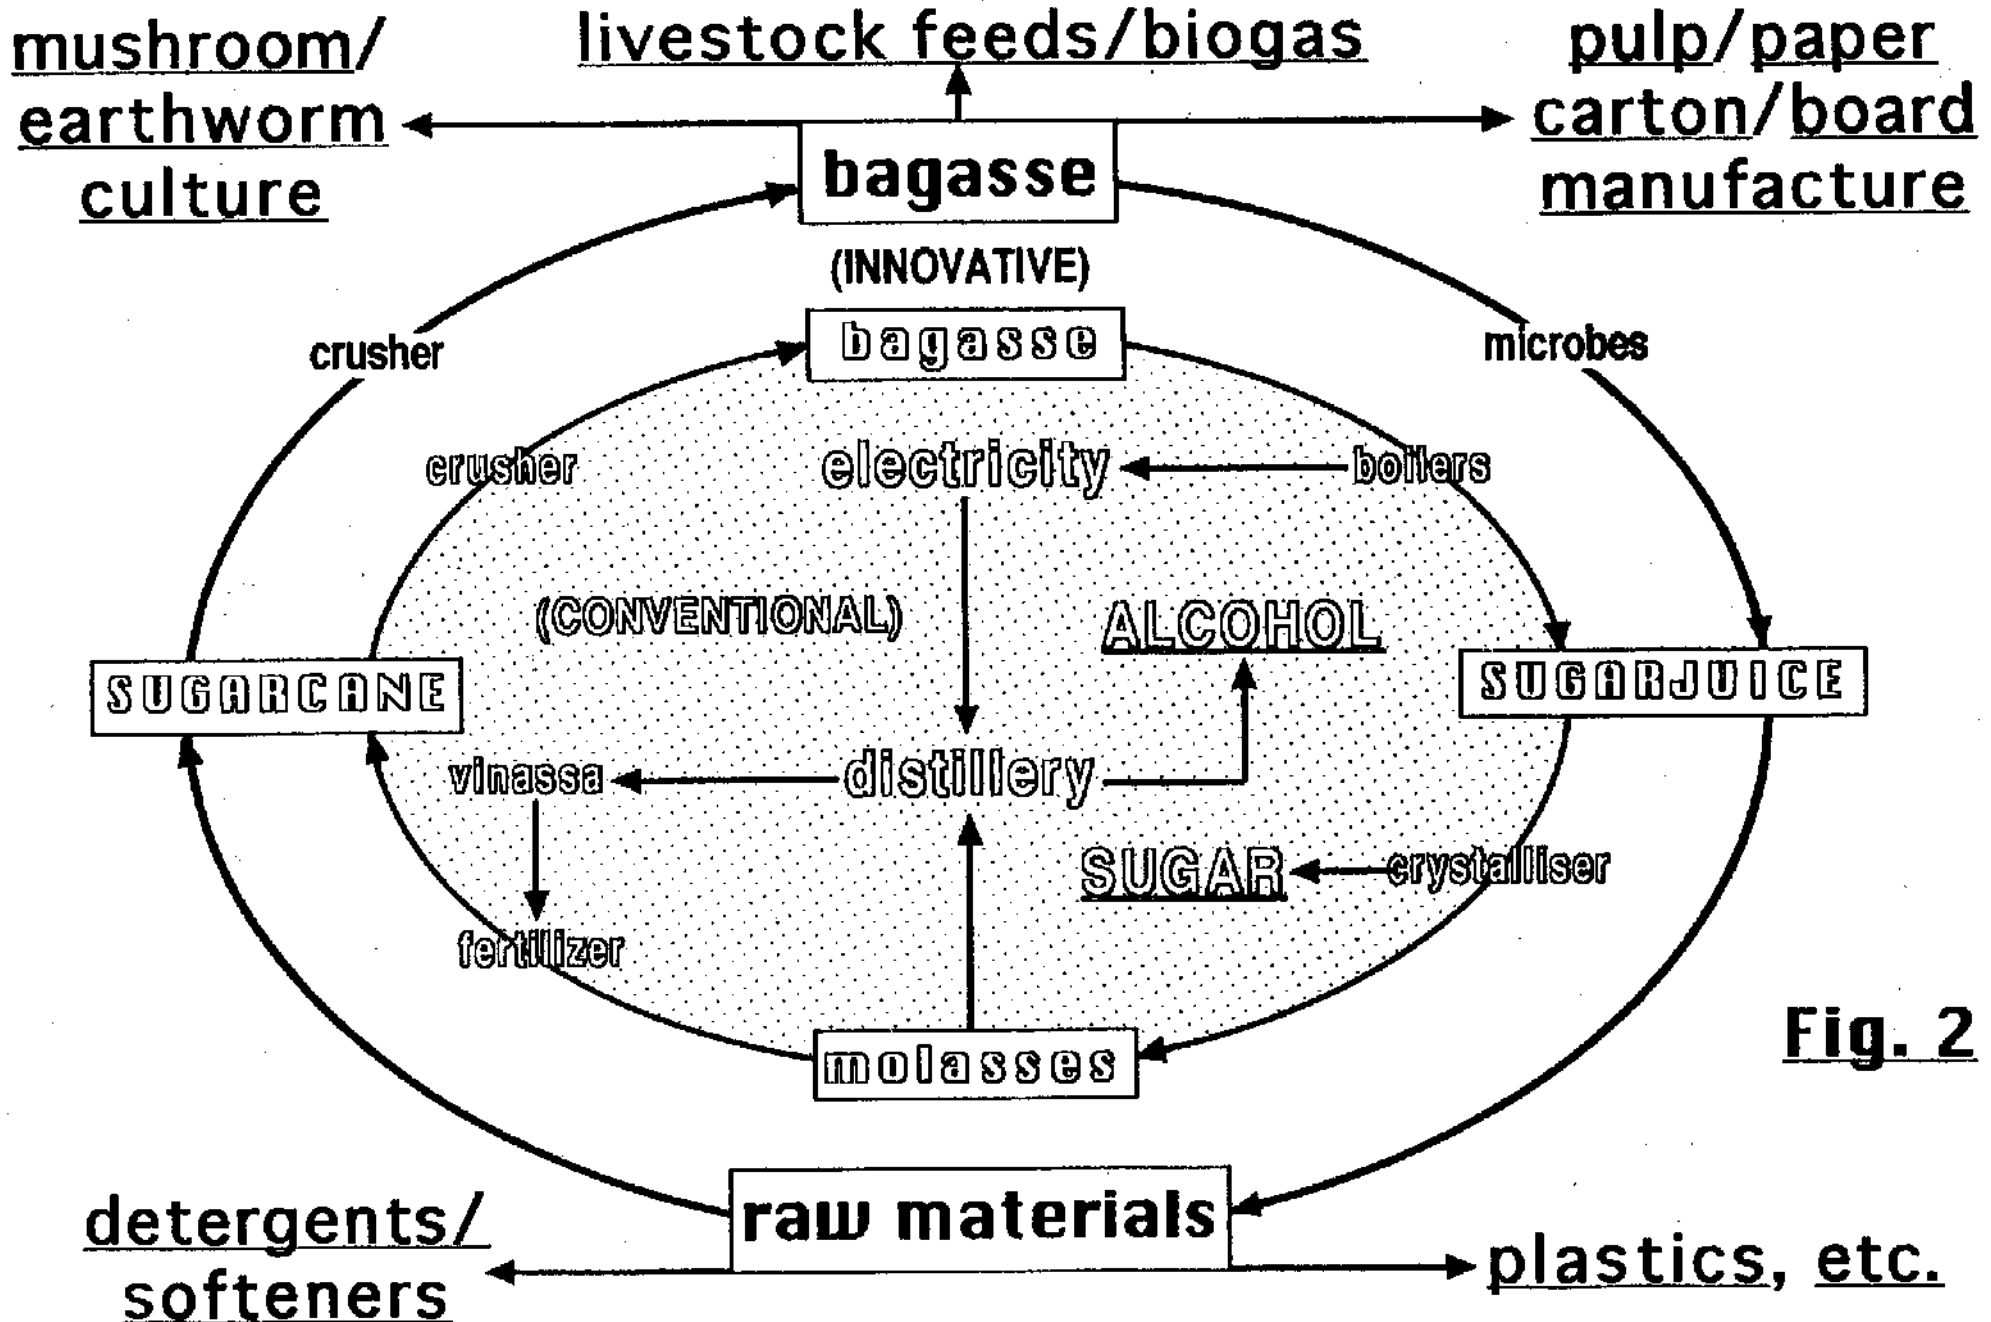 mushroom/
earthworm
culture
livestock feeds/biogas
pulp/paper
carton/board
manufacture
bagasse
(INNOVATIVE)
crusher
microbes
bagasse
crusher
electricity
boilers
(CONVENTIONAL)
ALCOHOL
SUGARCANE
SUGARJUICE
vinassa
distillery
SUGAR
crystalliser
fertilizer
molasses
Fig. 2
raw materials
detergents/
softeners
plastics, etc.